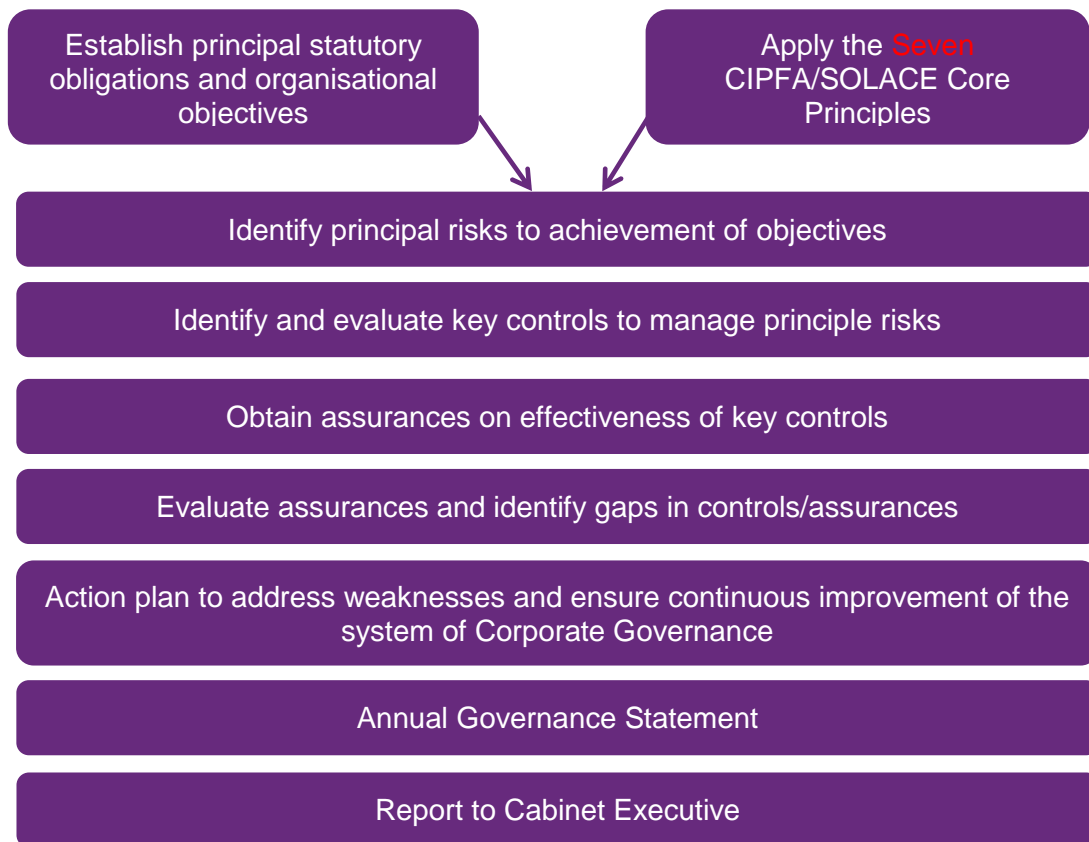 Establish principal statutory
obligations and organisational
objectives
Apply the Seven
CIPFA/SOLACE Core
Principles
Identify principal risks to achievement of objectives
Identify and evaluate key controls to manage principle risks
Obtain assurances on effectiveness of key controls
Evaluate assurances and identify gaps in controls/assurances
Action plan to address weaknesses and ensure continuous improvement of the
system of Corporate Governance
Annual Governance Statement
Report to Cabinet Executive